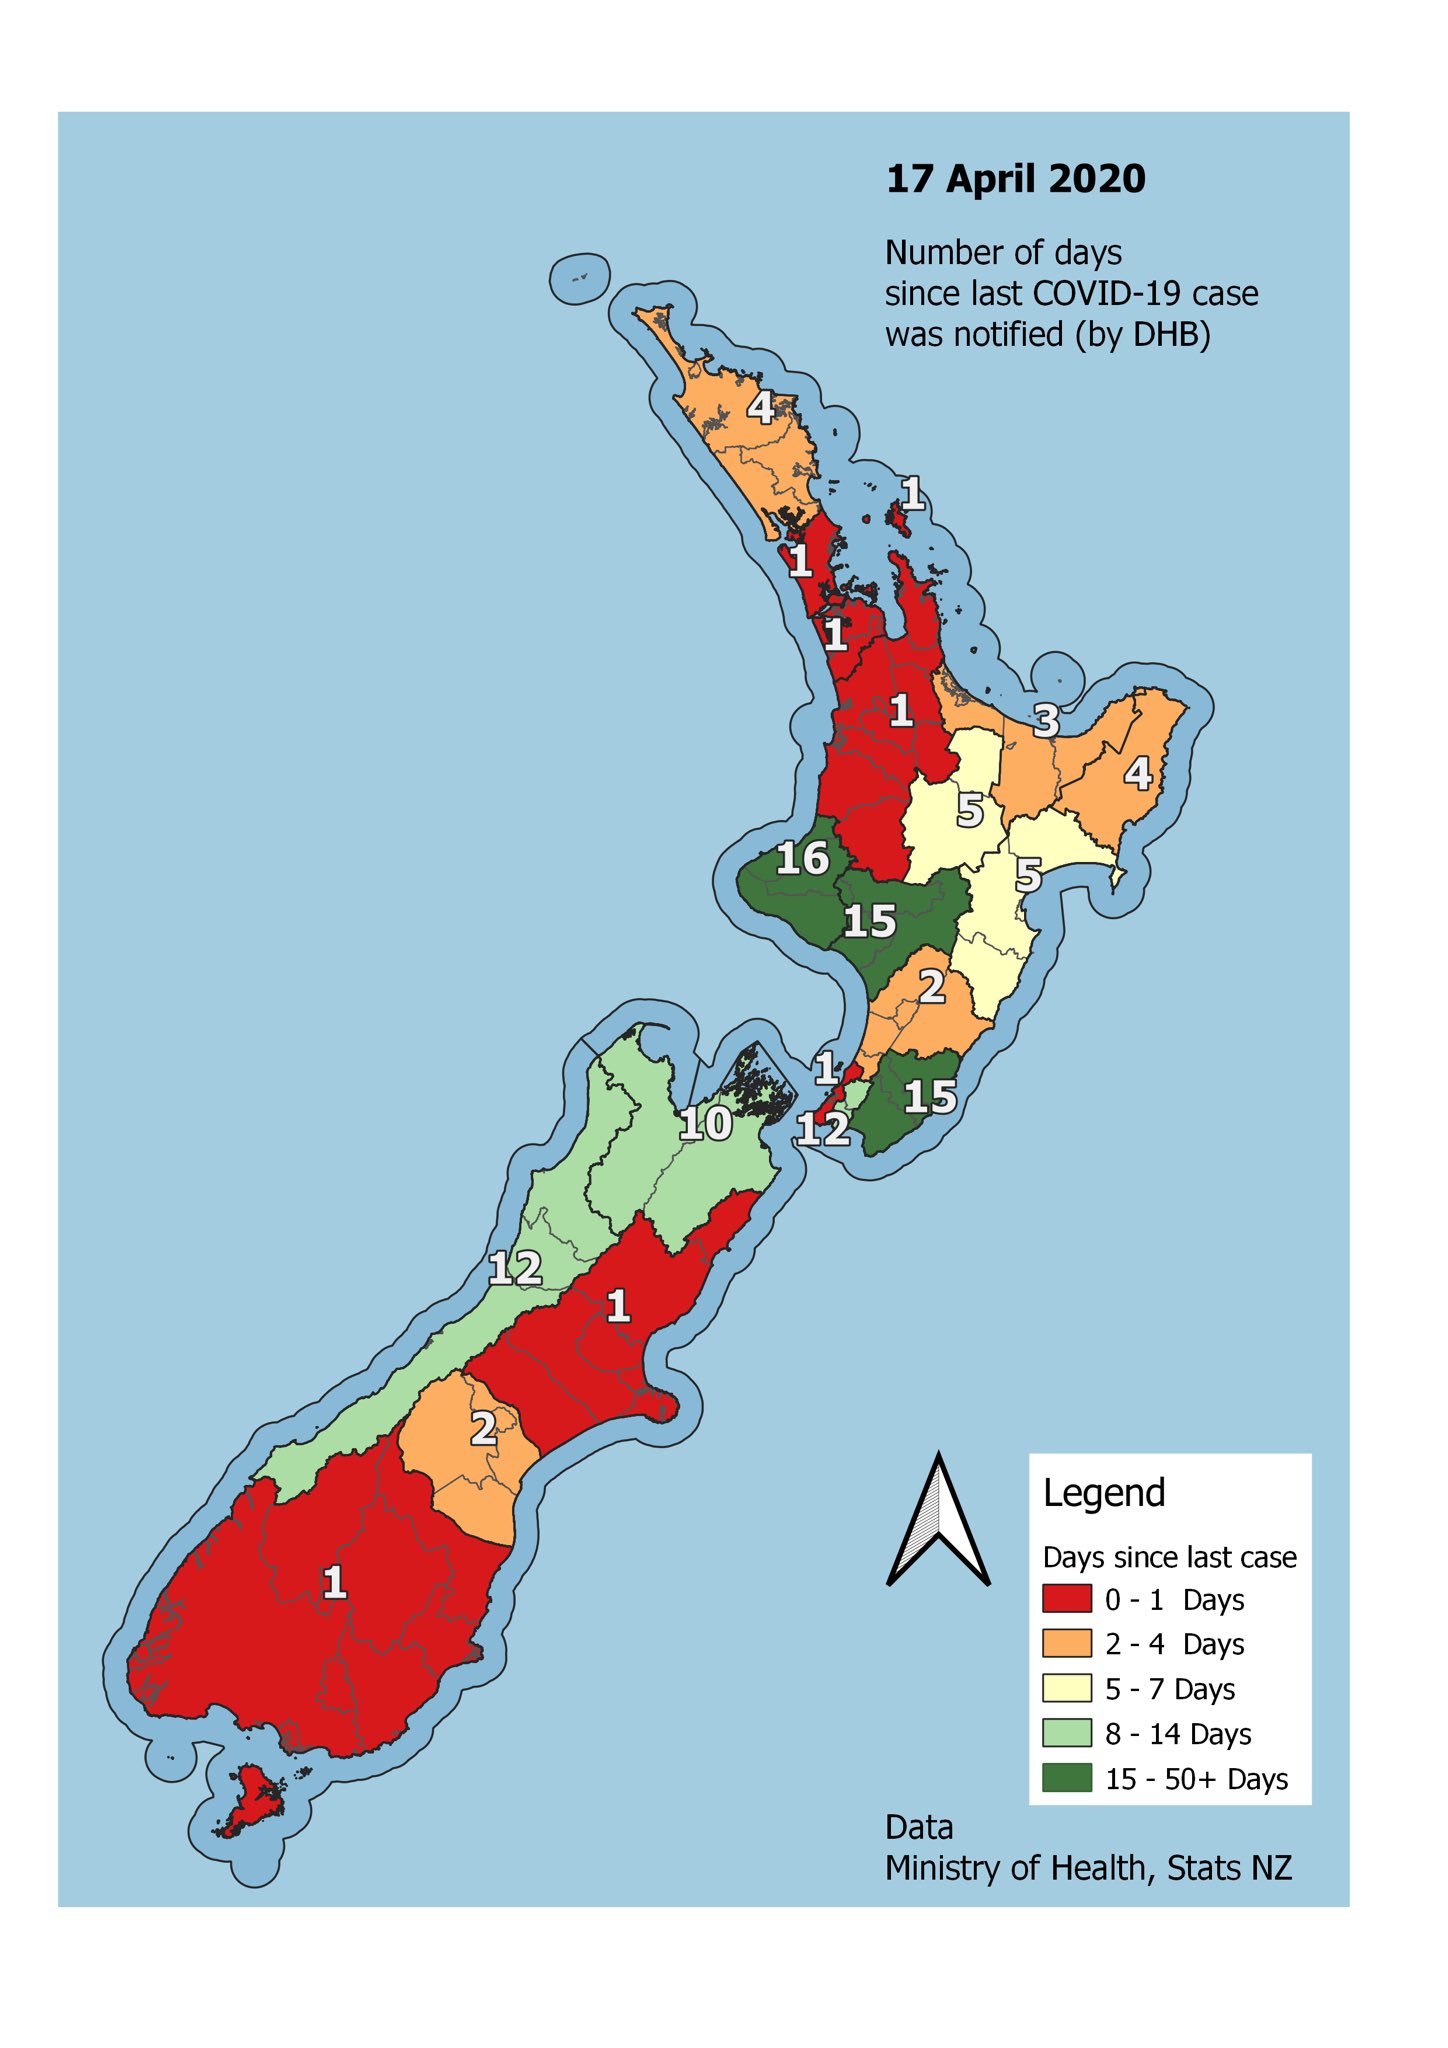 17 April 2020
Number of days
since last COVID-19 case
was notified (by DHB)
4
1
1
1
1
3
4
5
16
5
15
2
1
15
10
12
12
1
2
1
Legend
Days since last case
0 - 1 Days
2 - 4 Days
5 - 7 Days
8 - 14 Days
15 - 50+ Days
Data
Ministry of Health, Stats NZ